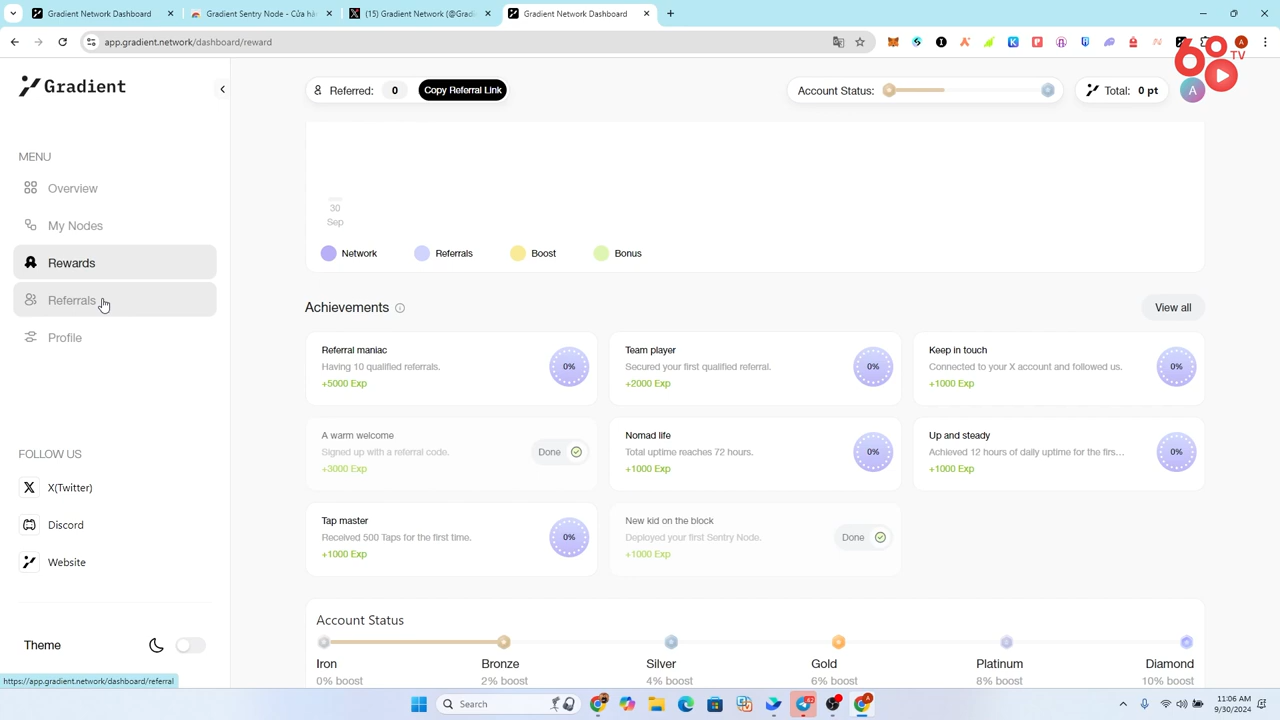 Gradient Network Dashboard
Gradient Sentry Node - Cửa hà
(15) Gradient Network (@Gradi
Gradient Network Dashboard
app.gradient.network/dashboard/reward
68 TV
Gradient
Referred: 0 Copy Referral Link
Account Status:
Total: 0 pt
A
MENU
Overview
My Nodes
Rewards
Referrals
Profile
FOLLOW US
X(Twitter)
Discord
Website
Theme
https://app.gradient.network/dashboard/referral
30
Sep
Network
Referrals
Boost
Bonus
Achievements
View all
Referral maniac
Having 10 qualified referrals.
+5000 Exp
0%
Team player
Secured your first qualified referral.
+2000 Exp
0%
Keep in touch
Connected to your X account and followed us.
+1000 Exp
0%
A warm welcome
Signed up with a referral code.
+3000 Exp
Done
Nomad life
Total uptime reaches 72 hours.
+1000 Exp
0%
Up and steady
Achieved 12 hours of daily uptime for the firs...
+1000 Exp
0%
Tap master
Received 500 Taps for the first time.
+1000 Exp
0%
New kid on the block
Deployed your first Sentry Node.
+1000 Exp
Done
Account Status
Iron
0% boost
Bronze
2% boost
Silver
4% boost
Gold
6% boost
Platinum
8% boost
Diamond
10% boost
Search
11:06 AM
9/30/2024